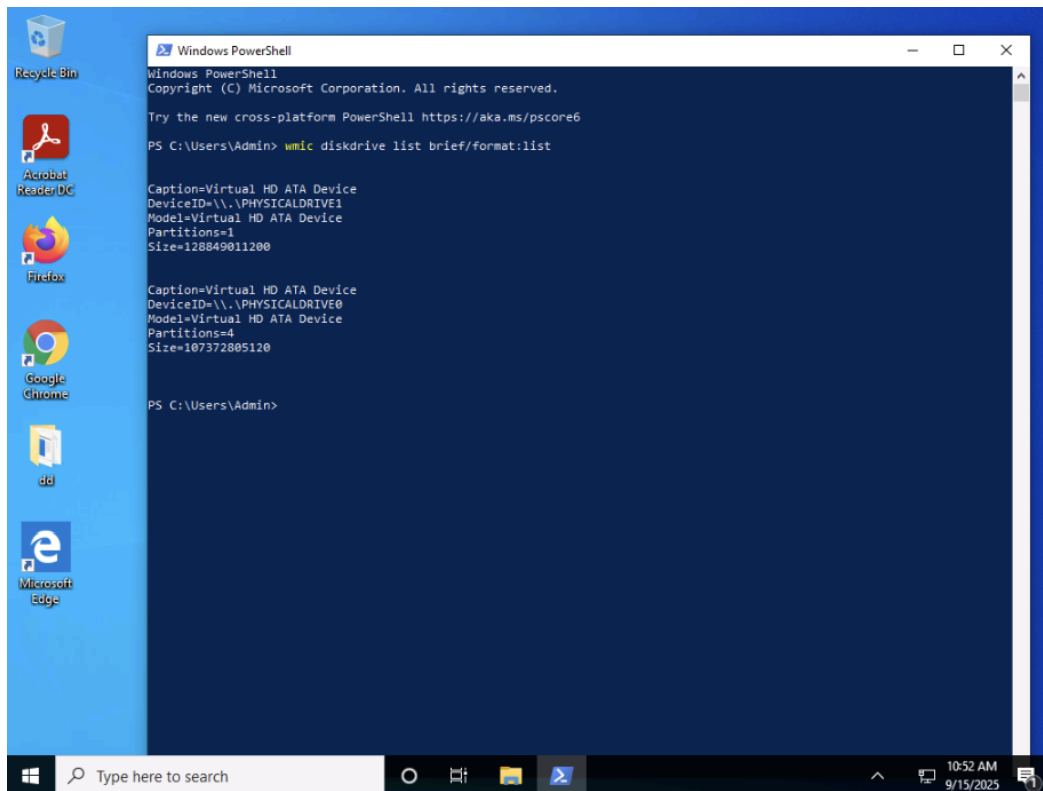 Recycle Bin
Acrobat
Reader DC
Firefox
Google
Chrome
dd
Microsoft
Edge
Windows PowerShell
Windows PowerShell
Copyright (C) Microsoft Corporation. All rights reserved.
Try the new cross-platform PowerShell https://aka.ms/pscore6
PS C:\Users\Admin> wmic diskdrive list brief/format:list
Caption=Virtual HD ATA Device
DeviceID=\\.\PHYSICALDRIVE1
Model=Virtual HD ATA Device
Partitions=1
Size=128849011200
Caption=Virtual HD ATA Device
DeviceID=\\.\PHYSICALDRIVE0
Model=Virtual HD ATA Device
Partitions=4
Size=107372805120
PS C:\Users\Admin>
Type here to search
10:52 AM
9/15/2025
1